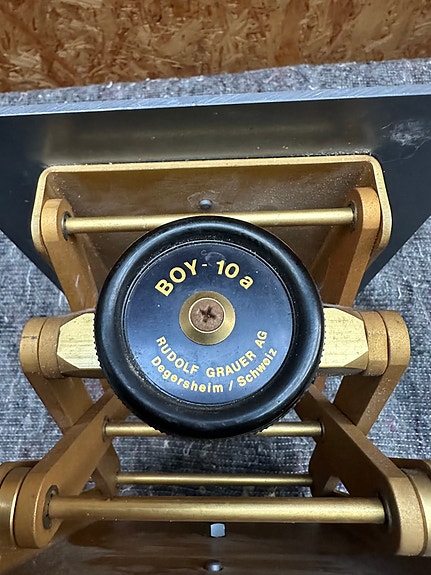 BOY - 10 a
RUDOLF GRAUER AG
Degersheim / Schweiz